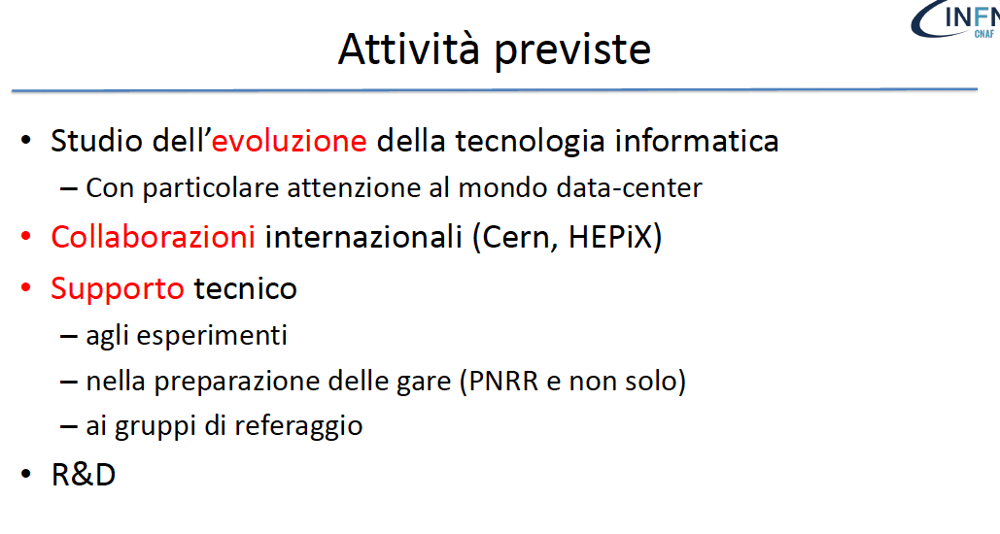 INFN
CNAF
Attività previste
• Studio dell’evoluzione della tecnologia informatica
– Con particolare attenzione al mondo data-center
• Collaborazioni internazionali (Cern, HEPiX)
• Supporto tecnico
– agli esperimenti
– nella preparazione delle gare (PNRR e non solo)
– ai gruppi di referaggio
• R&D